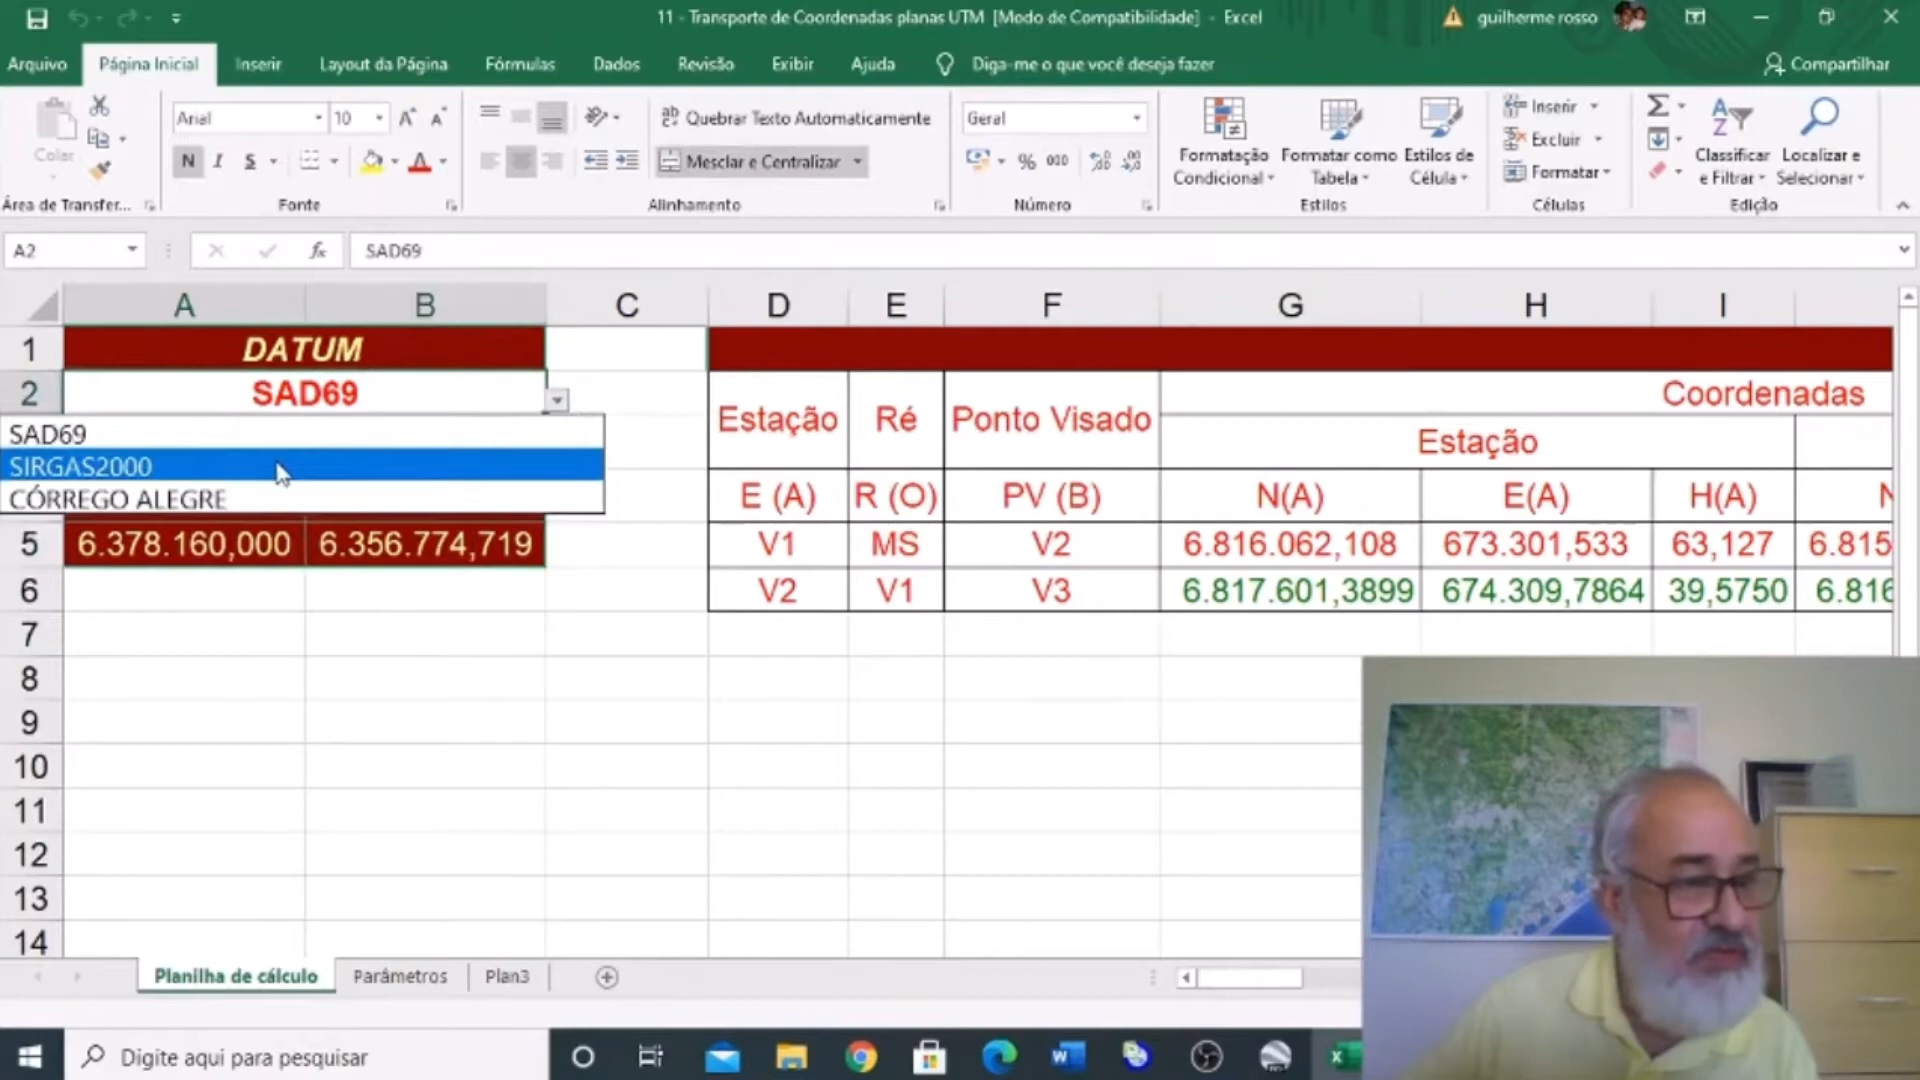 11 - Transporte de Coordenadas planas UTM [Modo de Compatibilidade] - Excel
guilherme rosso
Arquivo
Página Inicial
Inserir
Layout da Página
Fórmulas
Dados
Revisão
Exibir
Ajuda
Diga-me o que você deseja fazer
Compartilhar
Colar
Área de Transfer...
Arial
10
N I S
Fonte
Quebrar Texto Automaticamente
Mesclar e Centralizar
Alinhamento
Geral
% 000
Número
Formatação Condicional
Formatar como Tabela
Estilos de Célula
Estilos
Inserir
Excluir
Formatar
Células
Classificar e Filtrar
Localizar e Selecionar
Edição
A2
fx
SAD69
A B C D E F G H I
1 DATUM
2 SAD69 Estação Ré Ponto Visado Coordenadas
SAD69 Estação
SIRGAS2000
CÓRREGO ALEGRE E (A) R (O) PV (B) N(A) E(A) H(A) N
5 6.378.160,000 6.356.774,719 V1 MS V2 6.816.062,108 673.301,533 63,127 6.815
6 V2 V1 V3 6.817.601,3899 674.309,7864 39,5750 6.816
7
8
9
10
11
12
13
14
Planilha de cálculo
Parâmetros
Plan3
Digite aqui para pesquisar